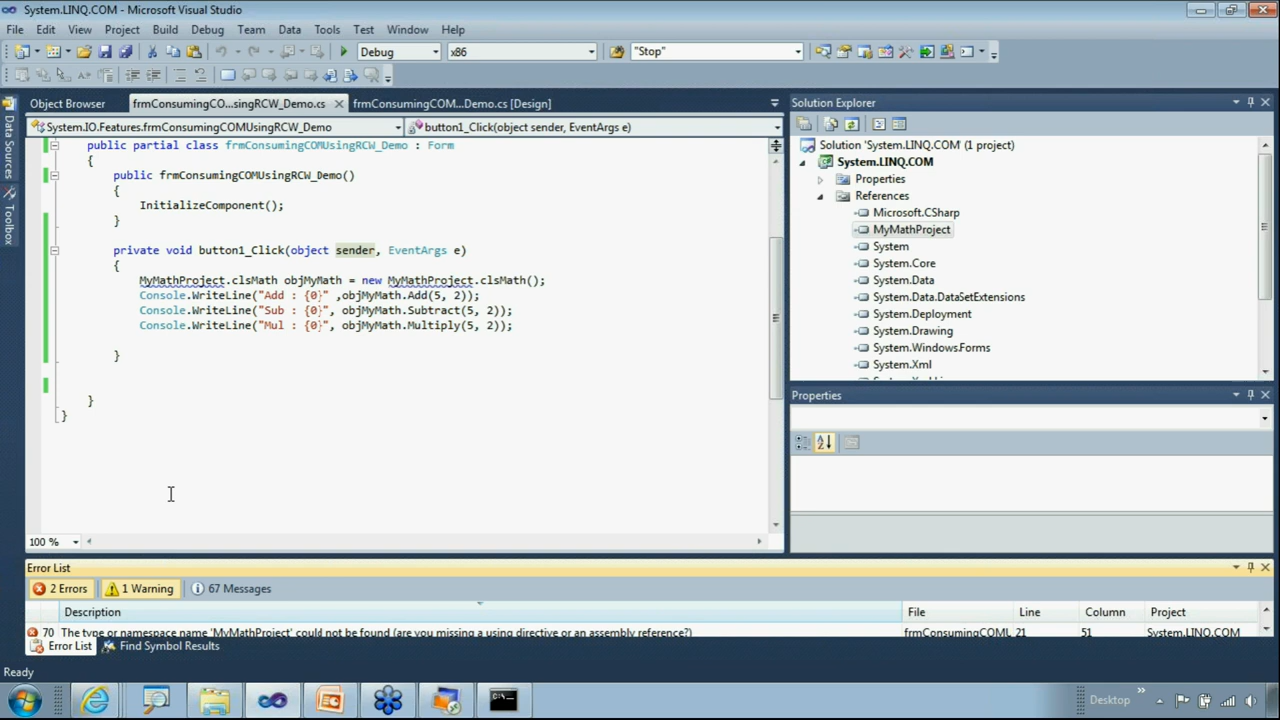 System.LINQ.COM - Microsoft Visual Studio
File Edit View Project Build Debug Team Data Tools Test Window Help
Debug x86 "Stop"
Object Browser frmConsumingCO...singRCW_Demo.cs frmConsumingCOM...Demo.cs [Design]
System.IO.Features.frmConsumingCOMUsingRCW_Demo button1_Click(object sender, EventArgs e)
public partial class frmConsumingCOMUsingRCW_Demo : Form
{
public frmConsumingCOMUsingRCW_Demo()
{
InitializeComponent();
}
private void button1_Click(object sender, EventArgs e)
{
MyMathProject.clsMath objMyMath = new MyMathProject.clsMath();
Console.WriteLine("Add : {0}" ,objMyMath.Add(5, 2));
Console.WriteLine("Sub : {0}", objMyMath.Subtract(5, 2));
Console.WriteLine("Mul : {0}", objMyMath.Multiply(5, 2));
}
}
}
100 %
Data Sources
Toolbox
Solution Explorer
Solution 'System.LINQ.COM' (1 project)
System.LINQ.COM
Properties
References
Microsoft.CSharp
MyMathProject
System
System.Core
System.Data
System.Data.DataSetExtensions
System.Deployment
System.Drawing
System.Windows.Forms
System.Xml
Properties
Error List
2 Errors 1 Warning 67 Messages
Description File Line Column Project
70 The type or namespace name 'MyMathProject' could not be found (are you missing a using directive or an assembly reference?) frmConsumingCOML 21 51 System.LINQ.COM
Error List Find Symbol Results
Ready
Desktop